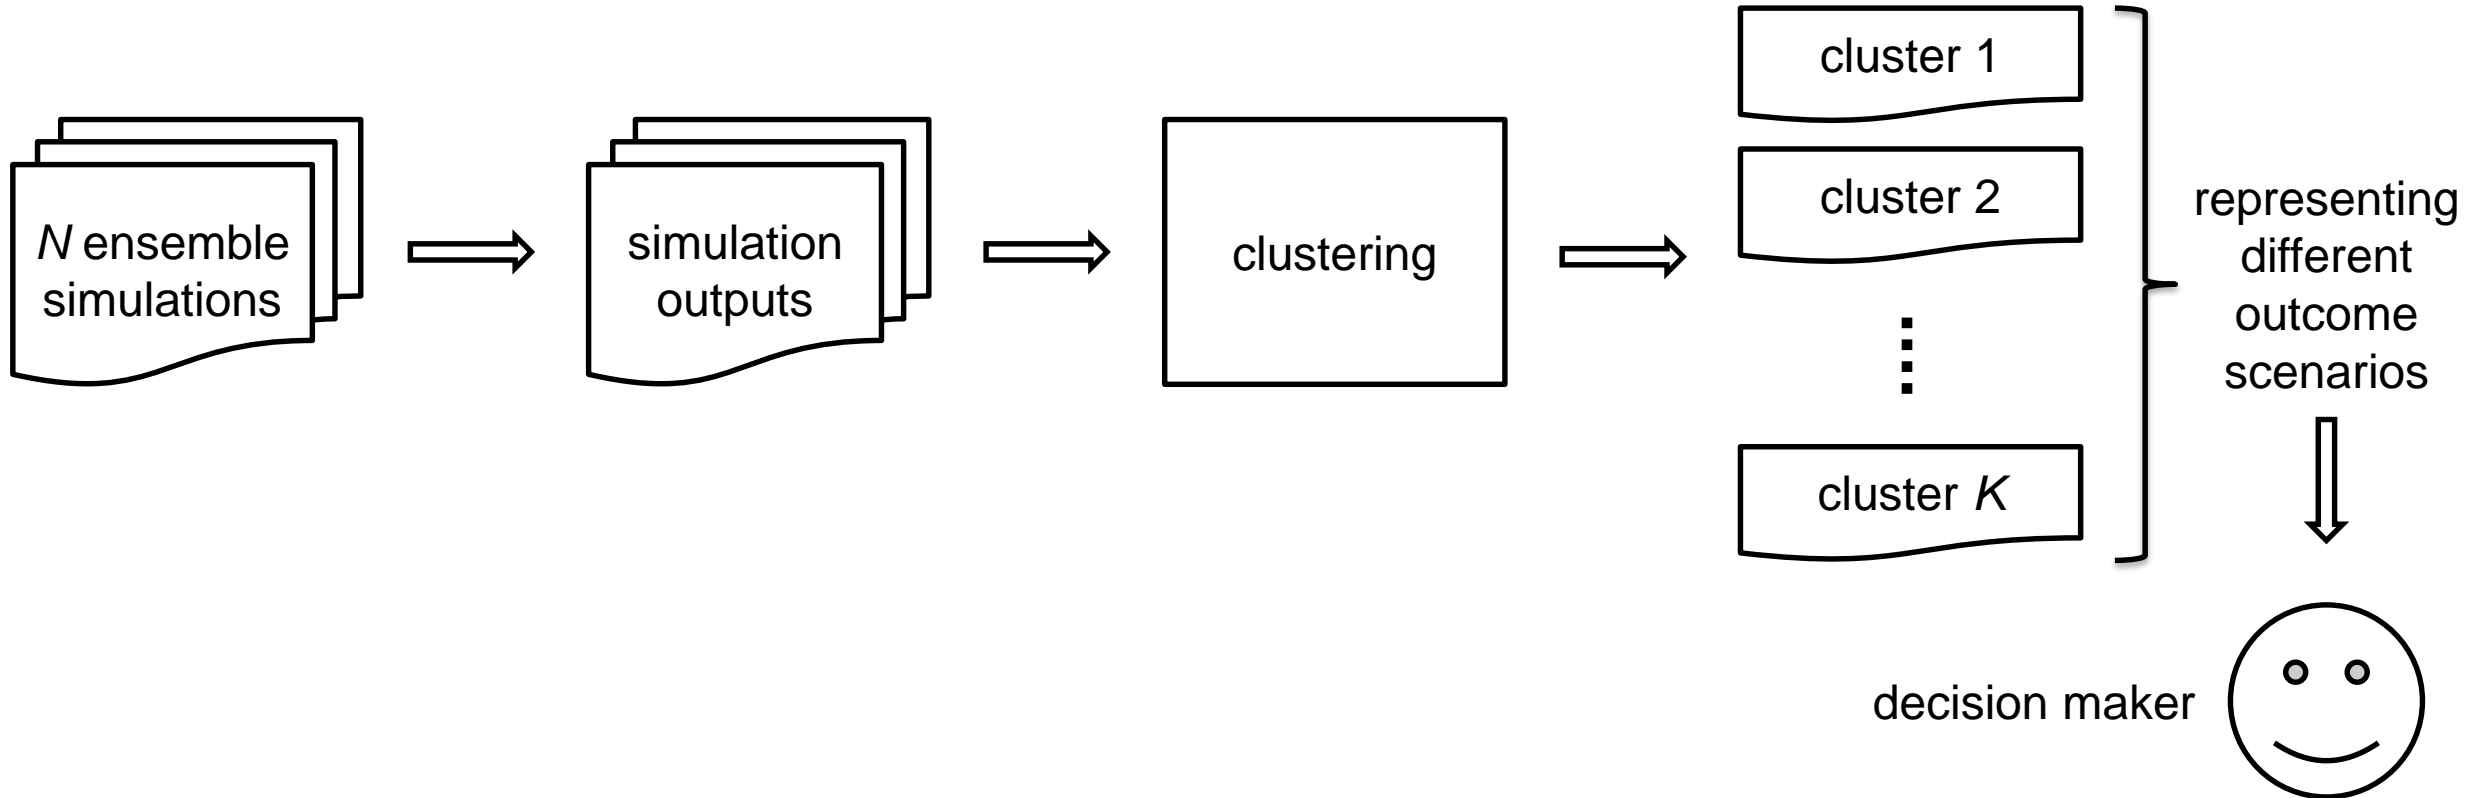 N ensemble
simulations
simulation
outputs
clustering
cluster 1
cluster 2
cluster K
representing
different
outcome
scenarios
decision maker